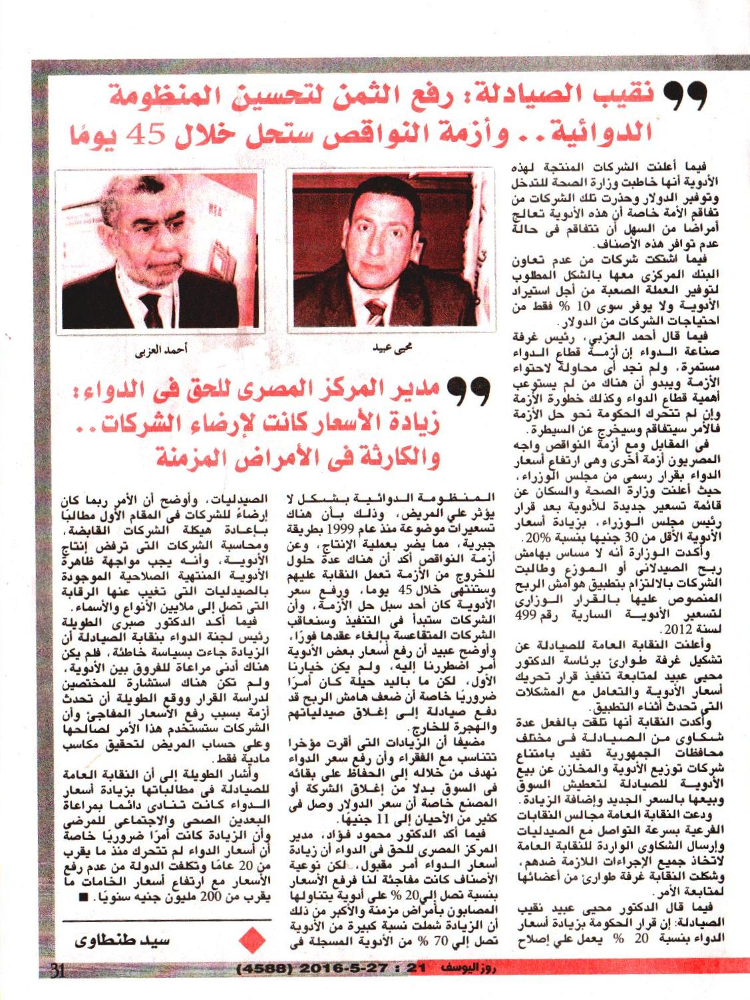 نقيب الصيادلة: رفع الثمن لتحسين المنظومة
الدوائية.. وأزمة النواقص ستحل خلال 45 يومًا
فيما أعلنت الشركات المنتجة لهذه
الأدوية أنها خاطبت وزارة الصحة للتدخل
وتوفير الدولار وحذرت تلك الشركات من
تفاقم الأمة خاصة أن هذه الأدوية تعالج
أمراضا من السهل أن تتفاقم فى حالة
عدم توافر هذه الأصناف.
فيما اشتكت شركات من عدم تعاون
البنك المركزى معها بالشكل المطلوب
لتوفير العملة الصعبة من أجل استيراد
الأدوية ولا يوفر سوى 10 % فقط من
احتياجات الشركات من الدولار.
فيما قال أحمد العزبي، رئيس غرفة
صناعة الدواء إن أزمة قطاع الدواء
مستمرة، ولم نجد أى محاولة لاحتواء
الأزمة ويبدو أن هناك من لم يستوعب
أهمية قطاع الدواء وكذلك خطورة الأزمة
وإن لم تتحرك الحكومة نحو حل الأزمة
فالأمر سيتفاقم وسيخرج عن السيطرة.
فى المقابل ومع أزمة النواقص واجه
المصريون أزمة أخرى وهى ارتفاع أسعار
الدواء بقرار رسمى من مجلس الوزراء،
حيث أعلنت وزارة الصحة والسكان عن
قائمة تسعير جديدة للأدوية بعد قرار
رئيس مجلس الوزراء، بزيادة أسعار
الأدوية الأقل من 30 جنيها بنسبة 20%.
وأكدت الوزارة أنه لا مساس بهامش
ربح الصيدلانى أو الموزع وطالبت
الشركات بالالتزام بتطبيق هوامش الربح
المنصوص عليها بالقرار الوزارى
لتسعير الأدوية السارية رقم 499
لسنة 2012.
وأعلنت النقابة العامة للصيادلة عن
تشكيل غرفة طوارئ برئاسة الدكتور
محيى عبيد لمتابعة تنفيذ قرار تحريك
أسعار الأدوية والتعامل مع المشكلات
التى تحدث أثناء التطبيق.
وأكدت النقابة أنها تلقت بالفعل عدة
شكاوى من الصيادلة فى مختلف
محافظات الجمهورية تفيد بامتناع
شركات توزيع الأدوية والمخازن عن بيع
الأدوية للصيادلة لتعطيش السوق
وبيعها بالسعر الجديد وإضافة الزيادة.
ودعت النقابة العامة مجالس النقابات
الفرعية بسرعة التواصل مع الصيدليات
وإرسال الشكاوى الواردة للنقابة العامة
لاتخاذ جميع الإجراءات اللازمة ضدهم،
وشكلت النقابة غرفة طوارئ من أعضائها
لمتابعة الأمر.
فيما قال الدكتور محيى عبيد نقيب
الصيادلة: إن قرار الحكومة بزيادة أسعار
الدواء بنسبة 20 % يعمل علي إصلاح
محيى عبيد
أحمد العزبى
مدير المركز المصرى للحق فى الدواء:
زيادة الأسعار كانت لإرضاء الشركات..
والكارثة فى الأمراض المزمنة
المنظومة الدوائية بشكل لا
يؤثر علي المريض، وذلك بأن هناك
تسعيرات موضوعة منذ عام 1999 بطريقة
جبرية، مما يضر بعملية الإنتاج، وعن
أزمة النواقص أكد أن هناك عدة حلول
للخروج من الأزمة تعمل النقابة عليهم
وستنتهى خلال 45 يوما، ورفع سعر
الأدوية كان أحد سبل حل الأزمة، وأن
الشركات ستبدأ فى التنفيذ وسنعاقب
الشركات المتقاعسة بإلغاء عقدها فورًا،
وأوضح عبيد أن رفع أسعار بعض الأدوية
أمر اضطررنا إليه، ولم يكن خيارنا
الأول، لكن ما باليد حيلة كان أمرًا
ضروريًا خاصة أن ضعف هامش الربح قد
دفع صيادلة إلى إغلاق صيدلياتهم
والهجرة للخارج.
مضيفا أن الزيادات التى أقرت مؤخرا
تتناسب مع الفقراء وأن رفع سعر الدواء
نهدف من خلاله إلى الحفاظ على بقائه
فى السوق بدلا من إغلاق الشركة أو
المصنع خاصة أن سعر الدولار وصل فى
كثير من الأحيان إلى 11 جنيهًا.
فيما أكد الدكتور محمود فؤاد، مدير
المركز المصرى للحق فى الدواء أن زيادة
أسعار الدواء أمر مقبول، لكن نوعية
الأصناف كانت مفاجئة لنا فرفع الأسعار
بنسبة تصل إلى20 % على أدوية يتناولها
المصابون بأمراض مزمنة والأكبر من ذلك
أن الزيادة شملت نسبة كبيرة من الأدوية
تصل إلى 70 % من الأدوية المسجلة فى
الصيدليات، وأوضح أن الأمر ربما كان
إرضاءً للشركات فى المقام الأول مطالبًا
بإعادة هيكلة الشركات القابضة،
ومحاسبة الشركات التى ترفض إنتاج
الأدوية، وأنه يجب مواجهة ظاهرة
الأدوية المنتهية الصلاحية الموجودة
بالصيدليات التى تغيب عنها الرقابة
التى تصل إلى ملايين الأنواع والأسماء.
فيما أكد الدكتور صبرى الطويلة
رئيس لجنة الدواء بنقابة الصيادلة أن
الزيادة جاءت بسياسة خاطئة، فلم يكن
هناك أدنى مراعاة للفروق بين الأدوية،
ولم تكن هناك استشارة للمختصين
لدراسة القرار ووقع الطويلة أن تحدث
أزمة بسبب رفع الأسعار المفاجئ وأن
الشركات ستستخدم هذا الأمر لصالحها
وعلى حساب المريض لتحقيق مكاسب
مادية فقط.
وأشار الطويلة إلى أن النقابة العامة
للصيادلة فى مطالباتها بزيادة أسعار
الدواء كانت تنادى دائما بمراعاة
البعدين الصحى والاجتماعى للمرضى
وأن الزيادة كانت أمرًا ضروريًا خاصة
أن أسعار الدواء لم تتحرك منذ ما يقرب
من 20 عامًا وتكلفت الدولة من عدم رفع
الأسعار مع ارتفاع أسعار الخامات ما
يقرب من 200 مليون جنيه سنويًا. ■
سيد طنطاوى
روز اليوسف 21 : 27-5-2016 (4588)
31